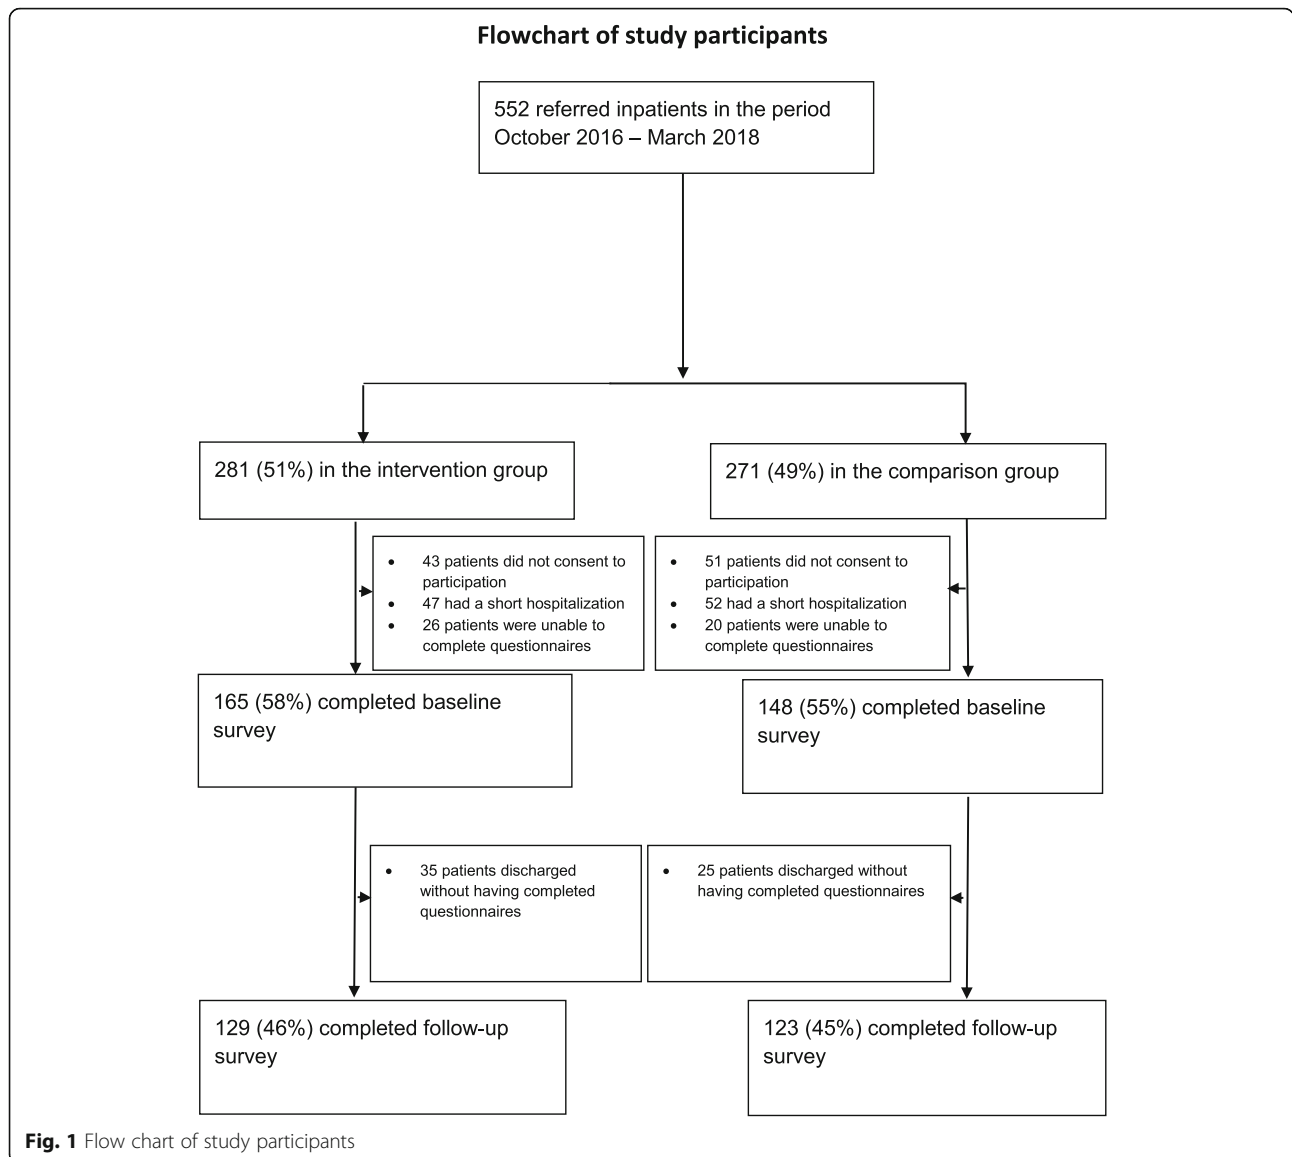 Flowchart of study participants
552 referred inpatients in the period
October 2016 – March 2018
281 (51%) in the intervention group
271 (49%) in the comparison group
• 43 patients did not consent to
participation
• 47 had a short hospitalization
• 26 patients were unable to
complete questionnaires
• 51 patients did not consent to
participation
• 52 had a short hospitalization
• 20 patients were unable to
complete questionnaires
165 (58%) completed baseline
survey
148 (55%) completed baseline
survey
• 35 patients discharged
without having completed
questionnaires
• 25 patients discharged without
having completed questionnaires
129 (46%) completed follow-up
survey
123 (45%) completed follow-up
survey
Fig. 1 Flow chart of study participants